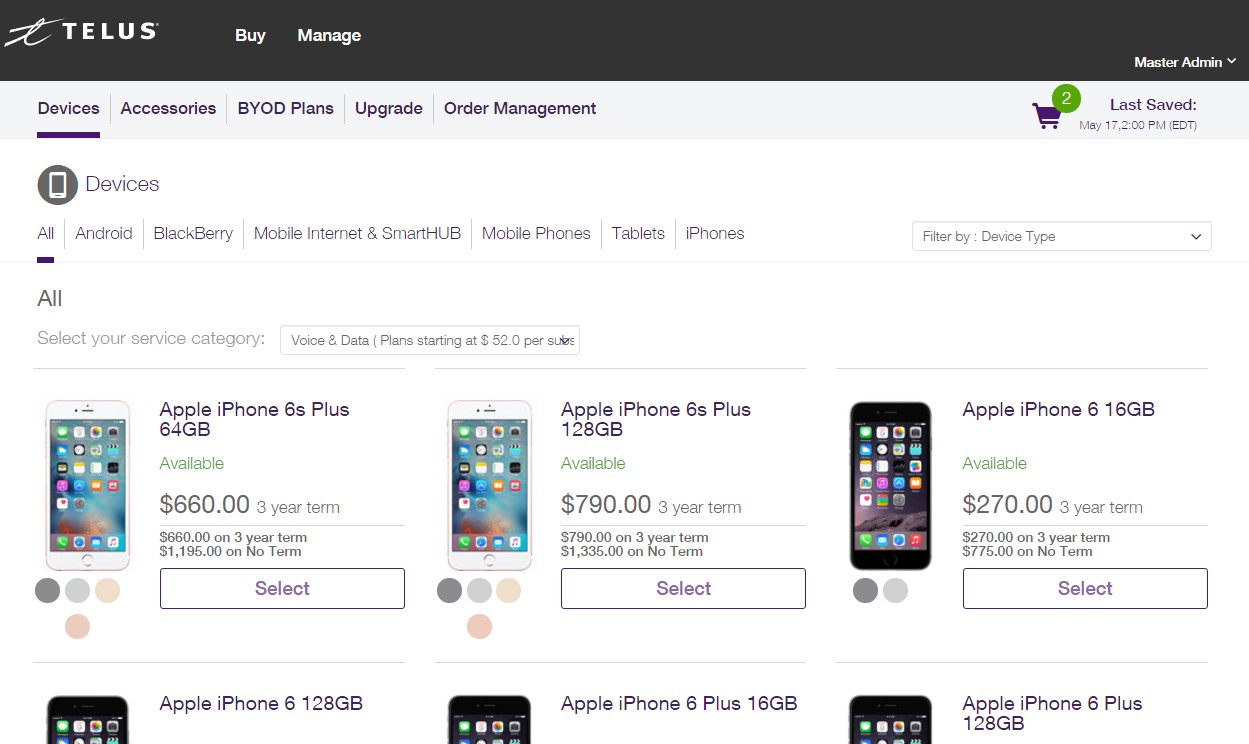 TELUS
Buy Manage
Master Admin
Devices Accessories BYOD Plans Upgrade Order Management
2
Last Saved:
May 17,2:00 PM (EDT)
Devices
All Android BlackBerry Mobile Internet & SmartHUB Mobile Phones Tablets iPhones
Filter by : Device Type
All
Select your service category: Voice & Data ( Plans starting at $ 52.0 per subs
Apple iPhone 6s Plus
64GB
Available
$660.00 3 year term
$660.00 on 3 year term
$1,195.00 on No Term
Select
Apple iPhone 6s Plus
128GB
Available
$790.00 3 year term
$790.00 on 3 year term
$1,335.00 on No Term
Select
Apple iPhone 6 16GB
Available
$270.00 3 year term
$270.00 on 3 year term
$775.00 on No Term
Select
Apple iPhone 6 128GB
Apple iPhone 6 Plus 16GB
Apple iPhone 6 Plus
128GB